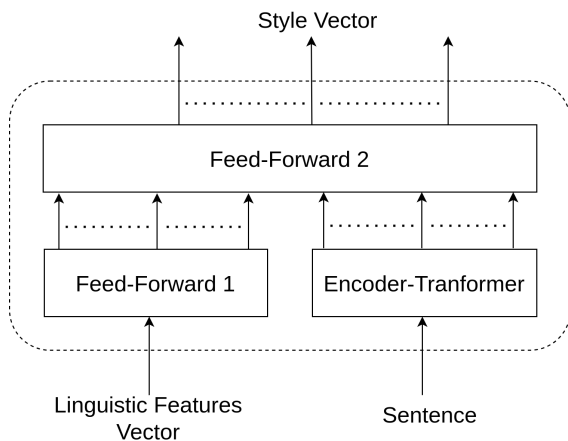 Style Vector
Feed-Forward 2
Feed-Forward 1
Encoder-Tranformer
Linguistic Features
Vector
Sentence